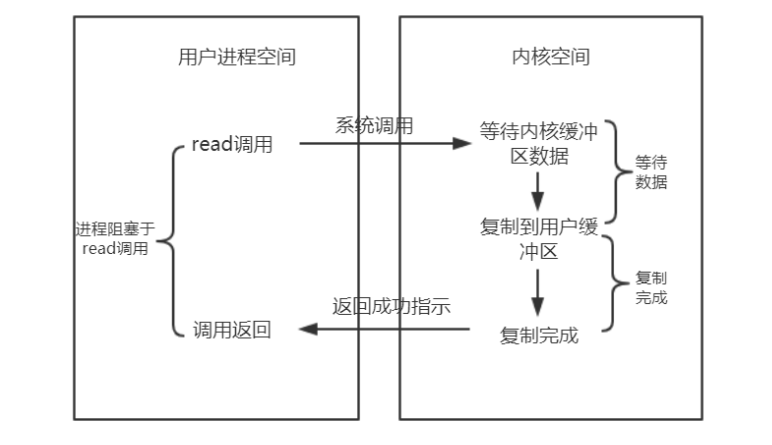 用户进程空间
内核空间
系统调用
read调用
等待内核缓冲
区数据
等待
数据
进程阻塞于
read调用
复制到用户缓
冲区
复制
完成
返回成功指示
调用返回
复制完成